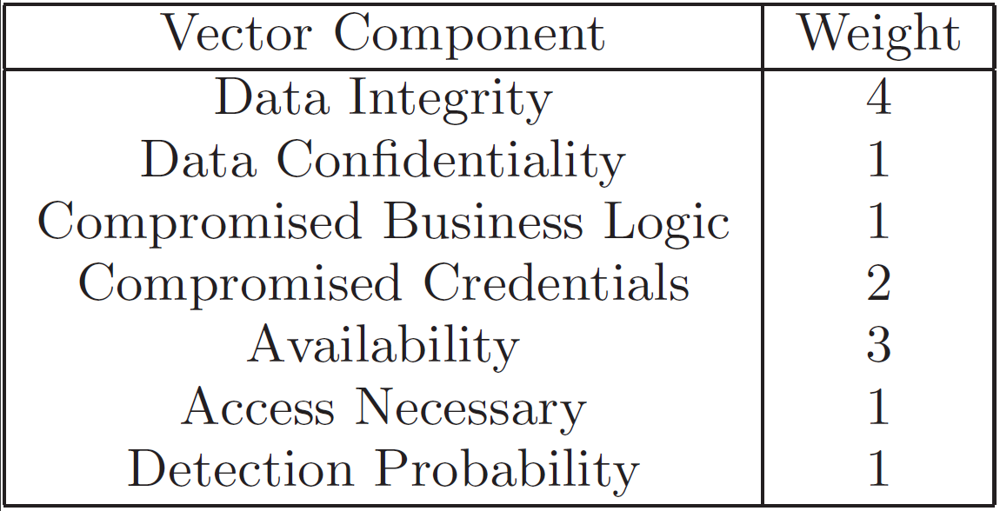 Vector Component Weight
Data Integrity 4
Data Confidentiality 1
Compromised Business Logic 1
Compromised Credentials 2
Availability 3
Access Necessary 1
Detection Probability 1